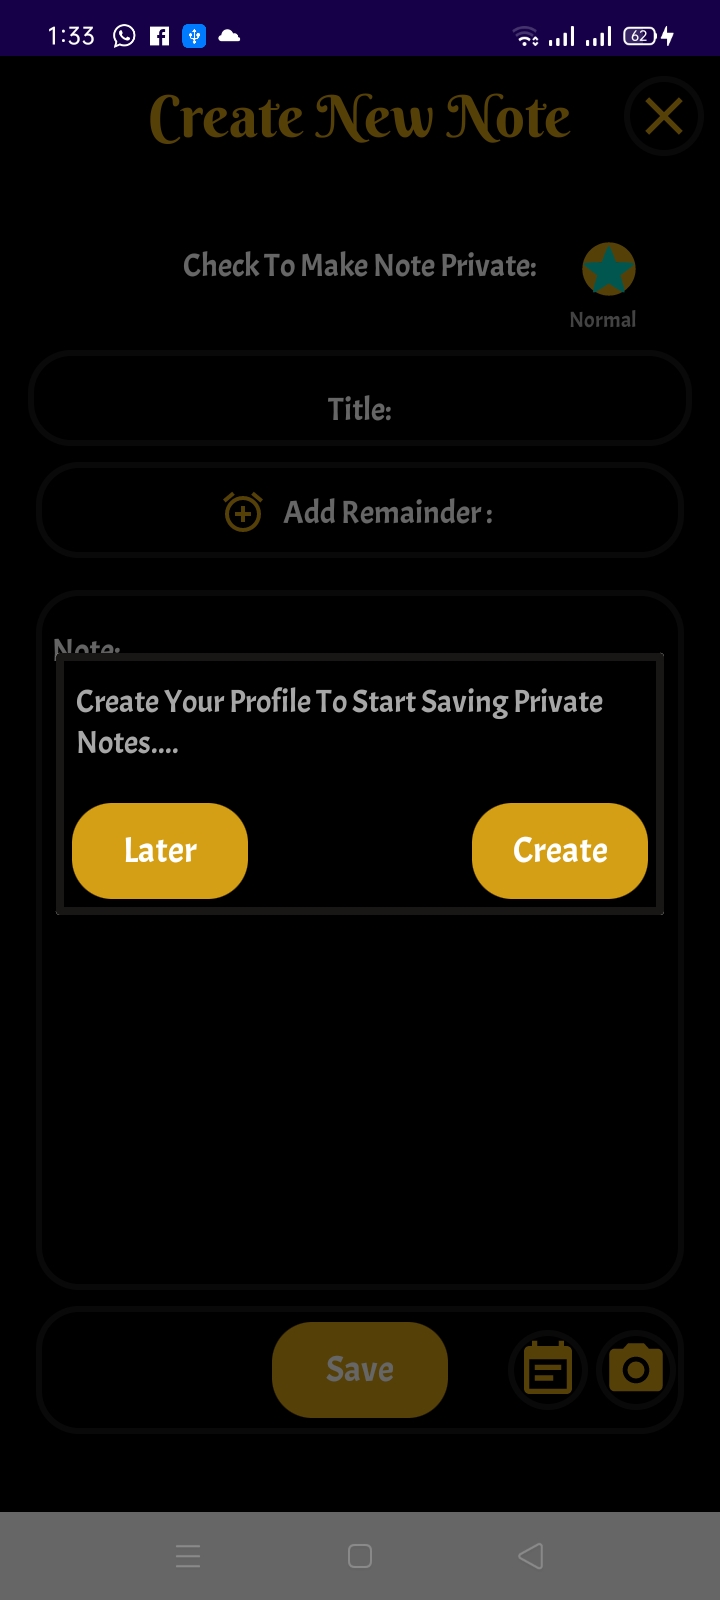 1:33
62
Create New Note
Check To Make Note Private:
Normal
Title:
Add Remainder :
Note:
Create Your Profile To Start Saving Private
Notes....
Later
Create
Save